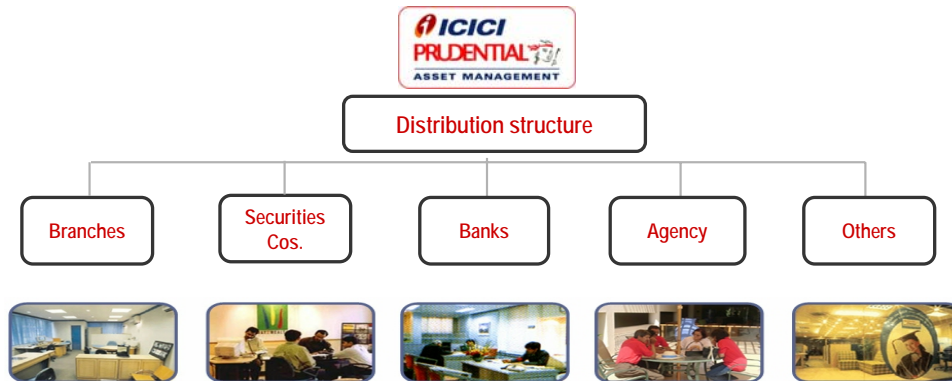 ICICI
PRUDENTIAL
ASSET MANAGEMENT
Distribution structure
Branches
Securities
Cos.
Banks
Agency
Others